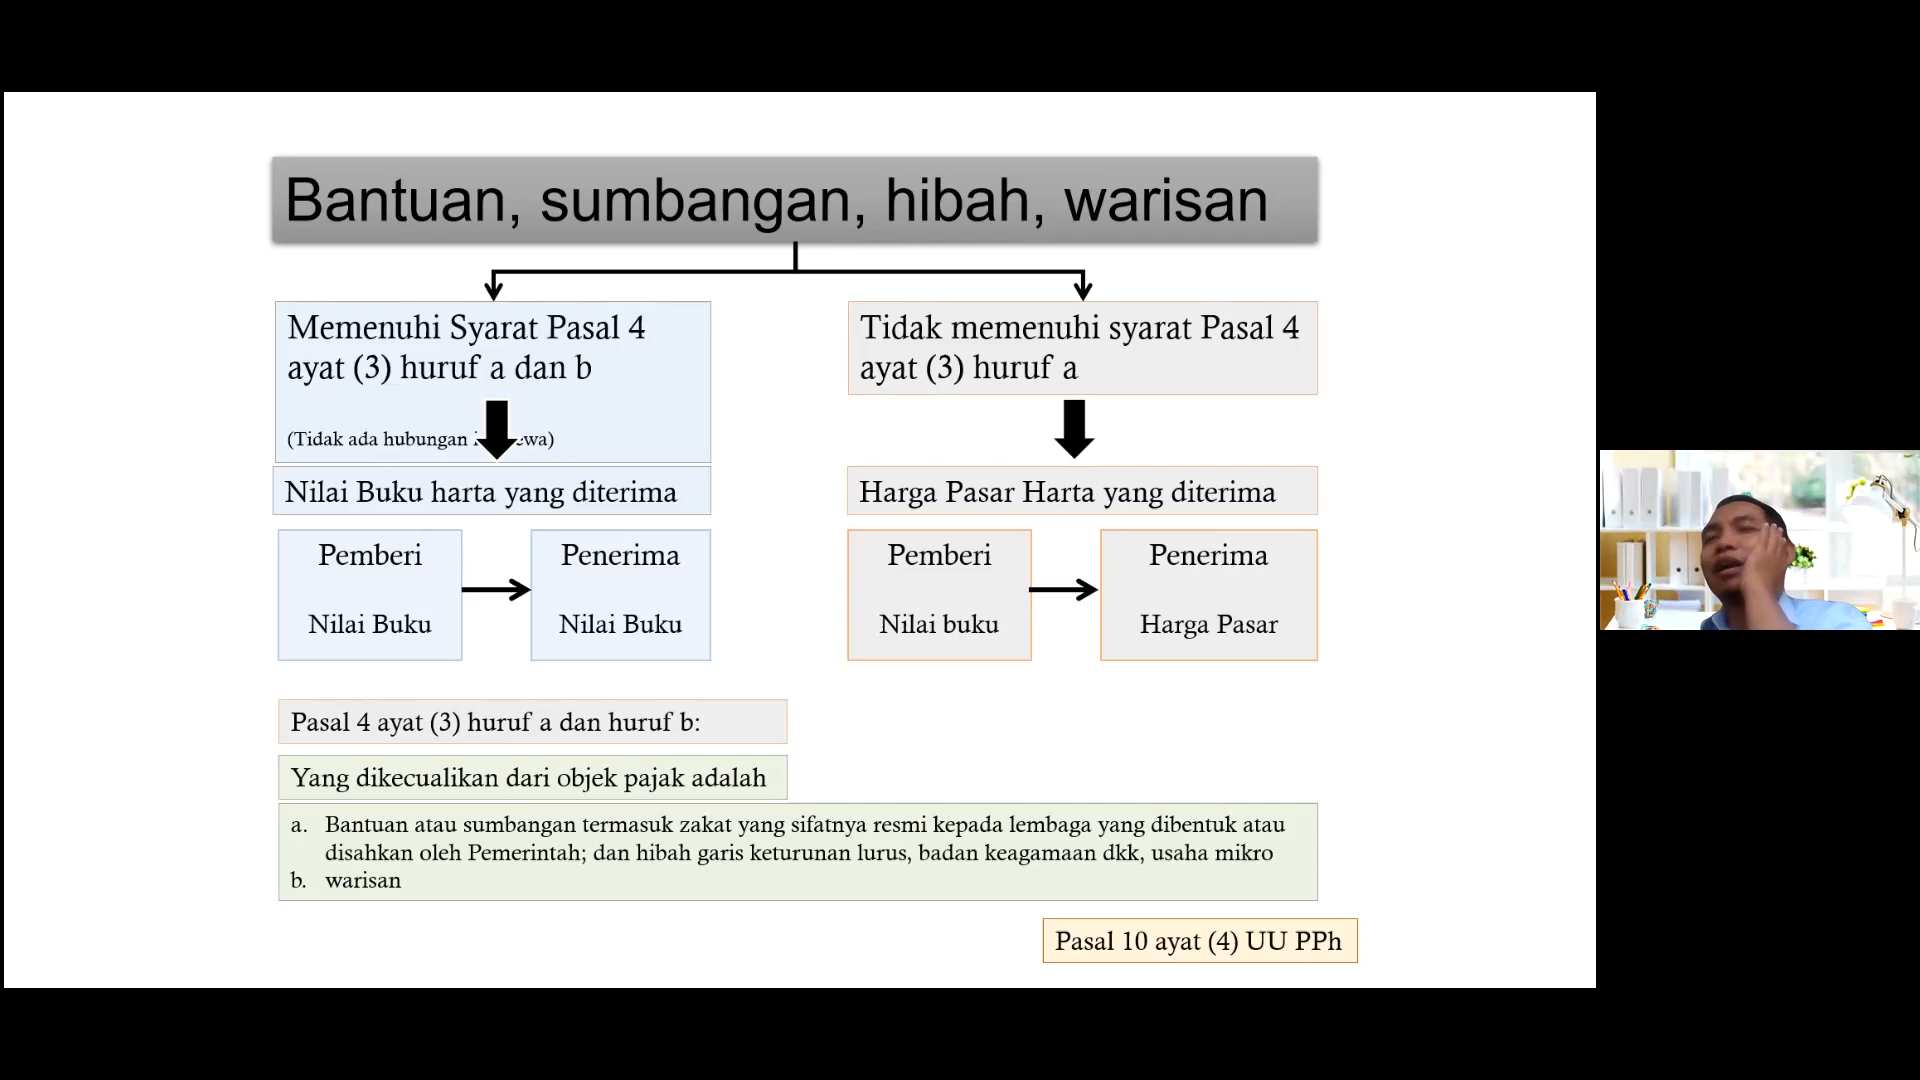 Bantuan, sumbangan, hibah, warisan
Memenuhi Syarat Pasal 4
ayat (3) huruf a dan b
(Tidak ada hubungan
Nilai Buku harta yang diterima
Pemberi
Nilai Buku
Penerima
Nilai Buku
Tidak memenuhi syarat Pasal 4
ayat (3) huruf a
Harga Pasar Harta yang diterima
Pemberi
Nilai buku
Penerima
Harga Pasar
Pasal 4 ayat (3) huruf a dan huruf b:
Yang dikecualikan dari objek pajak adalah
a. Bantuan atau sumbangan termasuk zakat yang sifatnya resmi kepada lembaga yang dibentuk atau
disahkan oleh Pemerintah; dan hibah garis keturunan lurus, badan keagamaan dkk, usaha mikro
b. warisan
Pasal 10 ayat (4) UU PPh